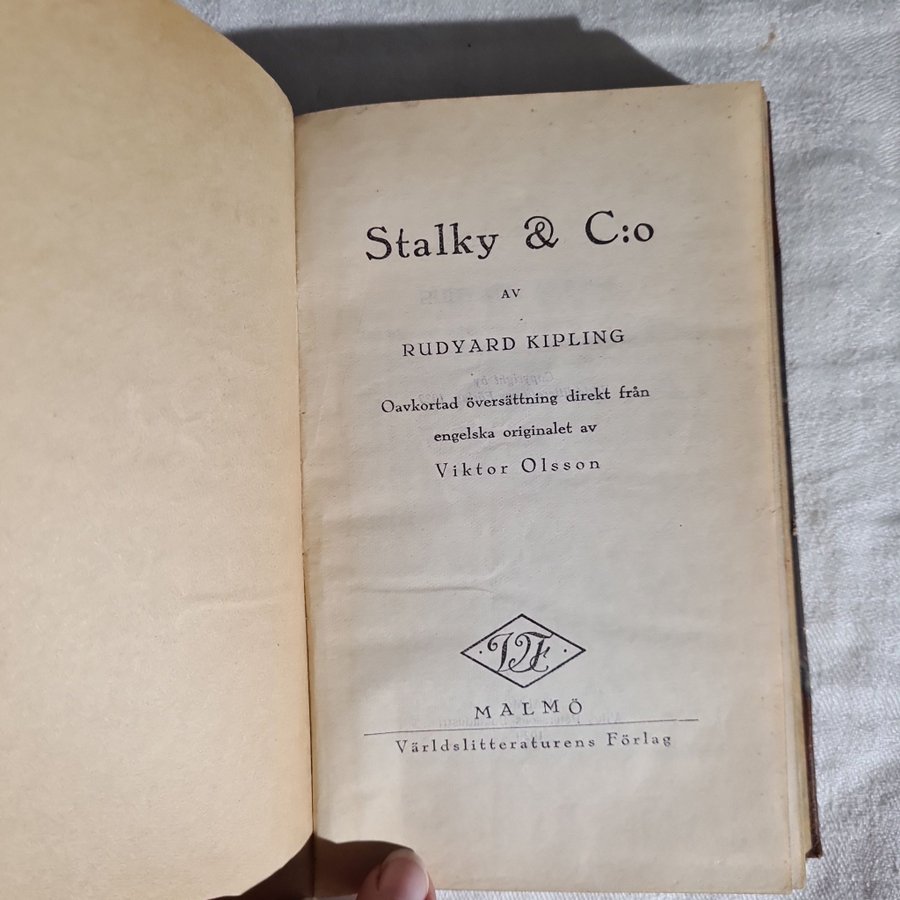 Stalky & C:o
AV
RUDYARD KIPLING
Oavkortad översättning direkt från
engelska originalet av
Viktor Olsson
VLF
MALMÖ
Världslitteraturens Förlag